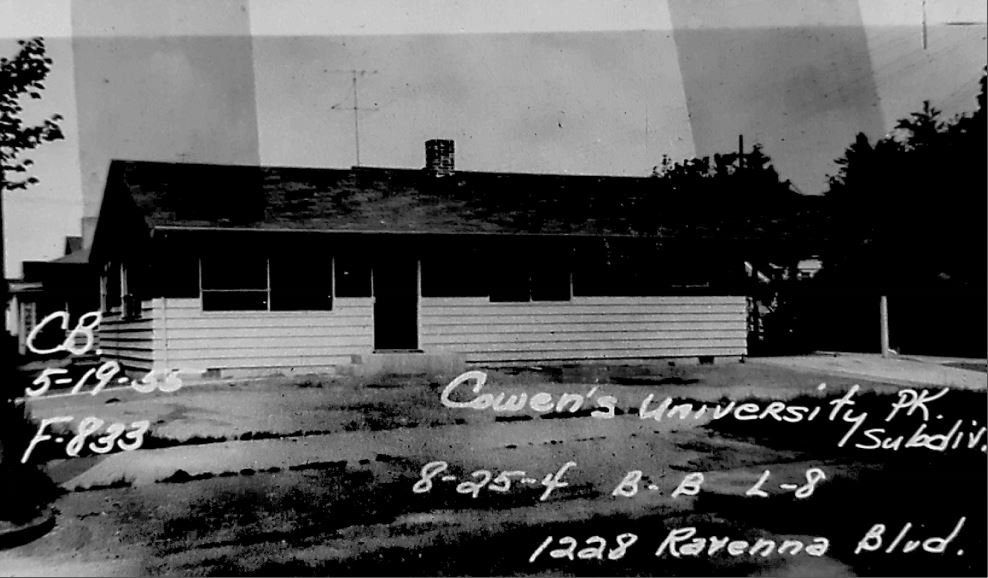 CB.
5-19-55
F-833
Cowen's University PK.
Subdiv.
8-25-4 B-B L-8
1228 Ravenna Blvd.